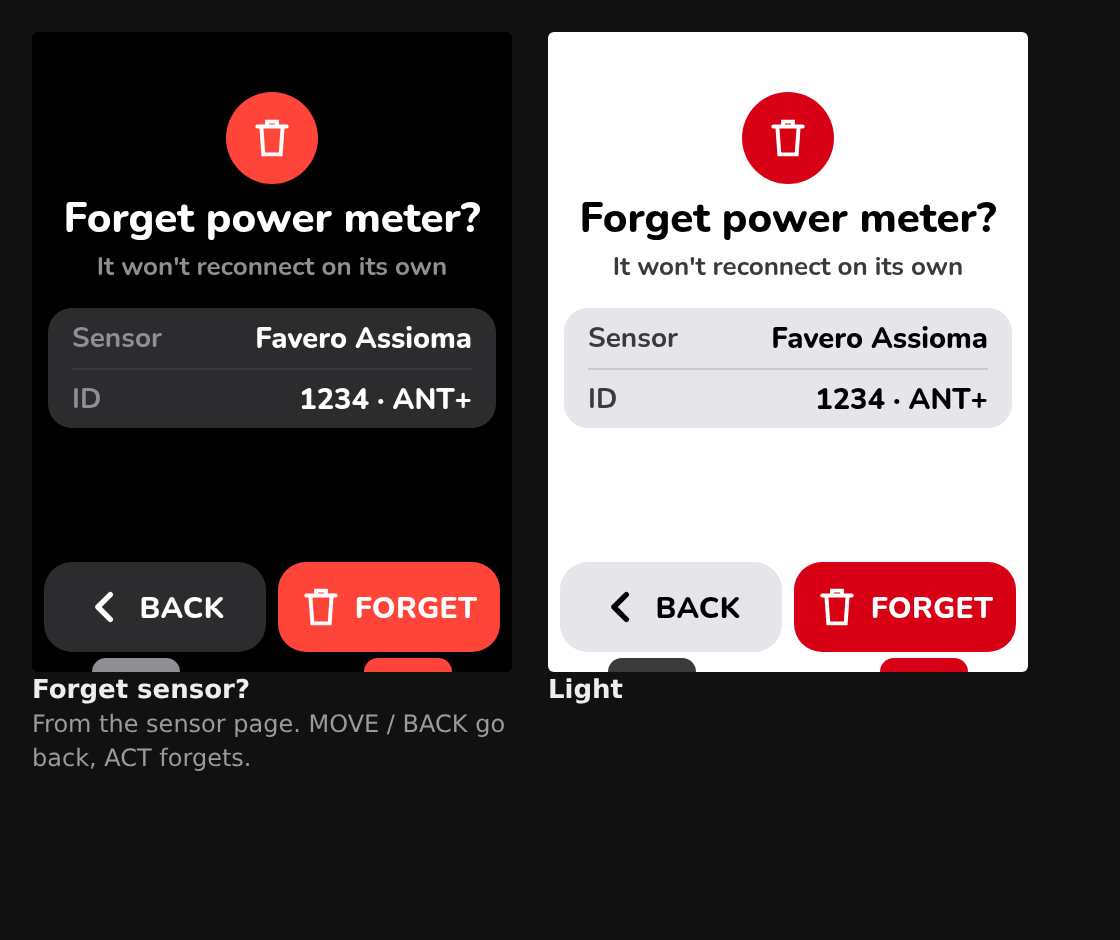 Forget power meter?
It won't reconnect on its own
Sensor Favero Assioma
ID 1234 · ANT+
BACK FORGET
Forget sensor?
From the sensor page. MOVE / BACK go
back, ACT forgets.
Forget power meter?
It won't reconnect on its own
Sensor Favero Assioma
ID 1234 · ANT+
BACK FORGET
Light